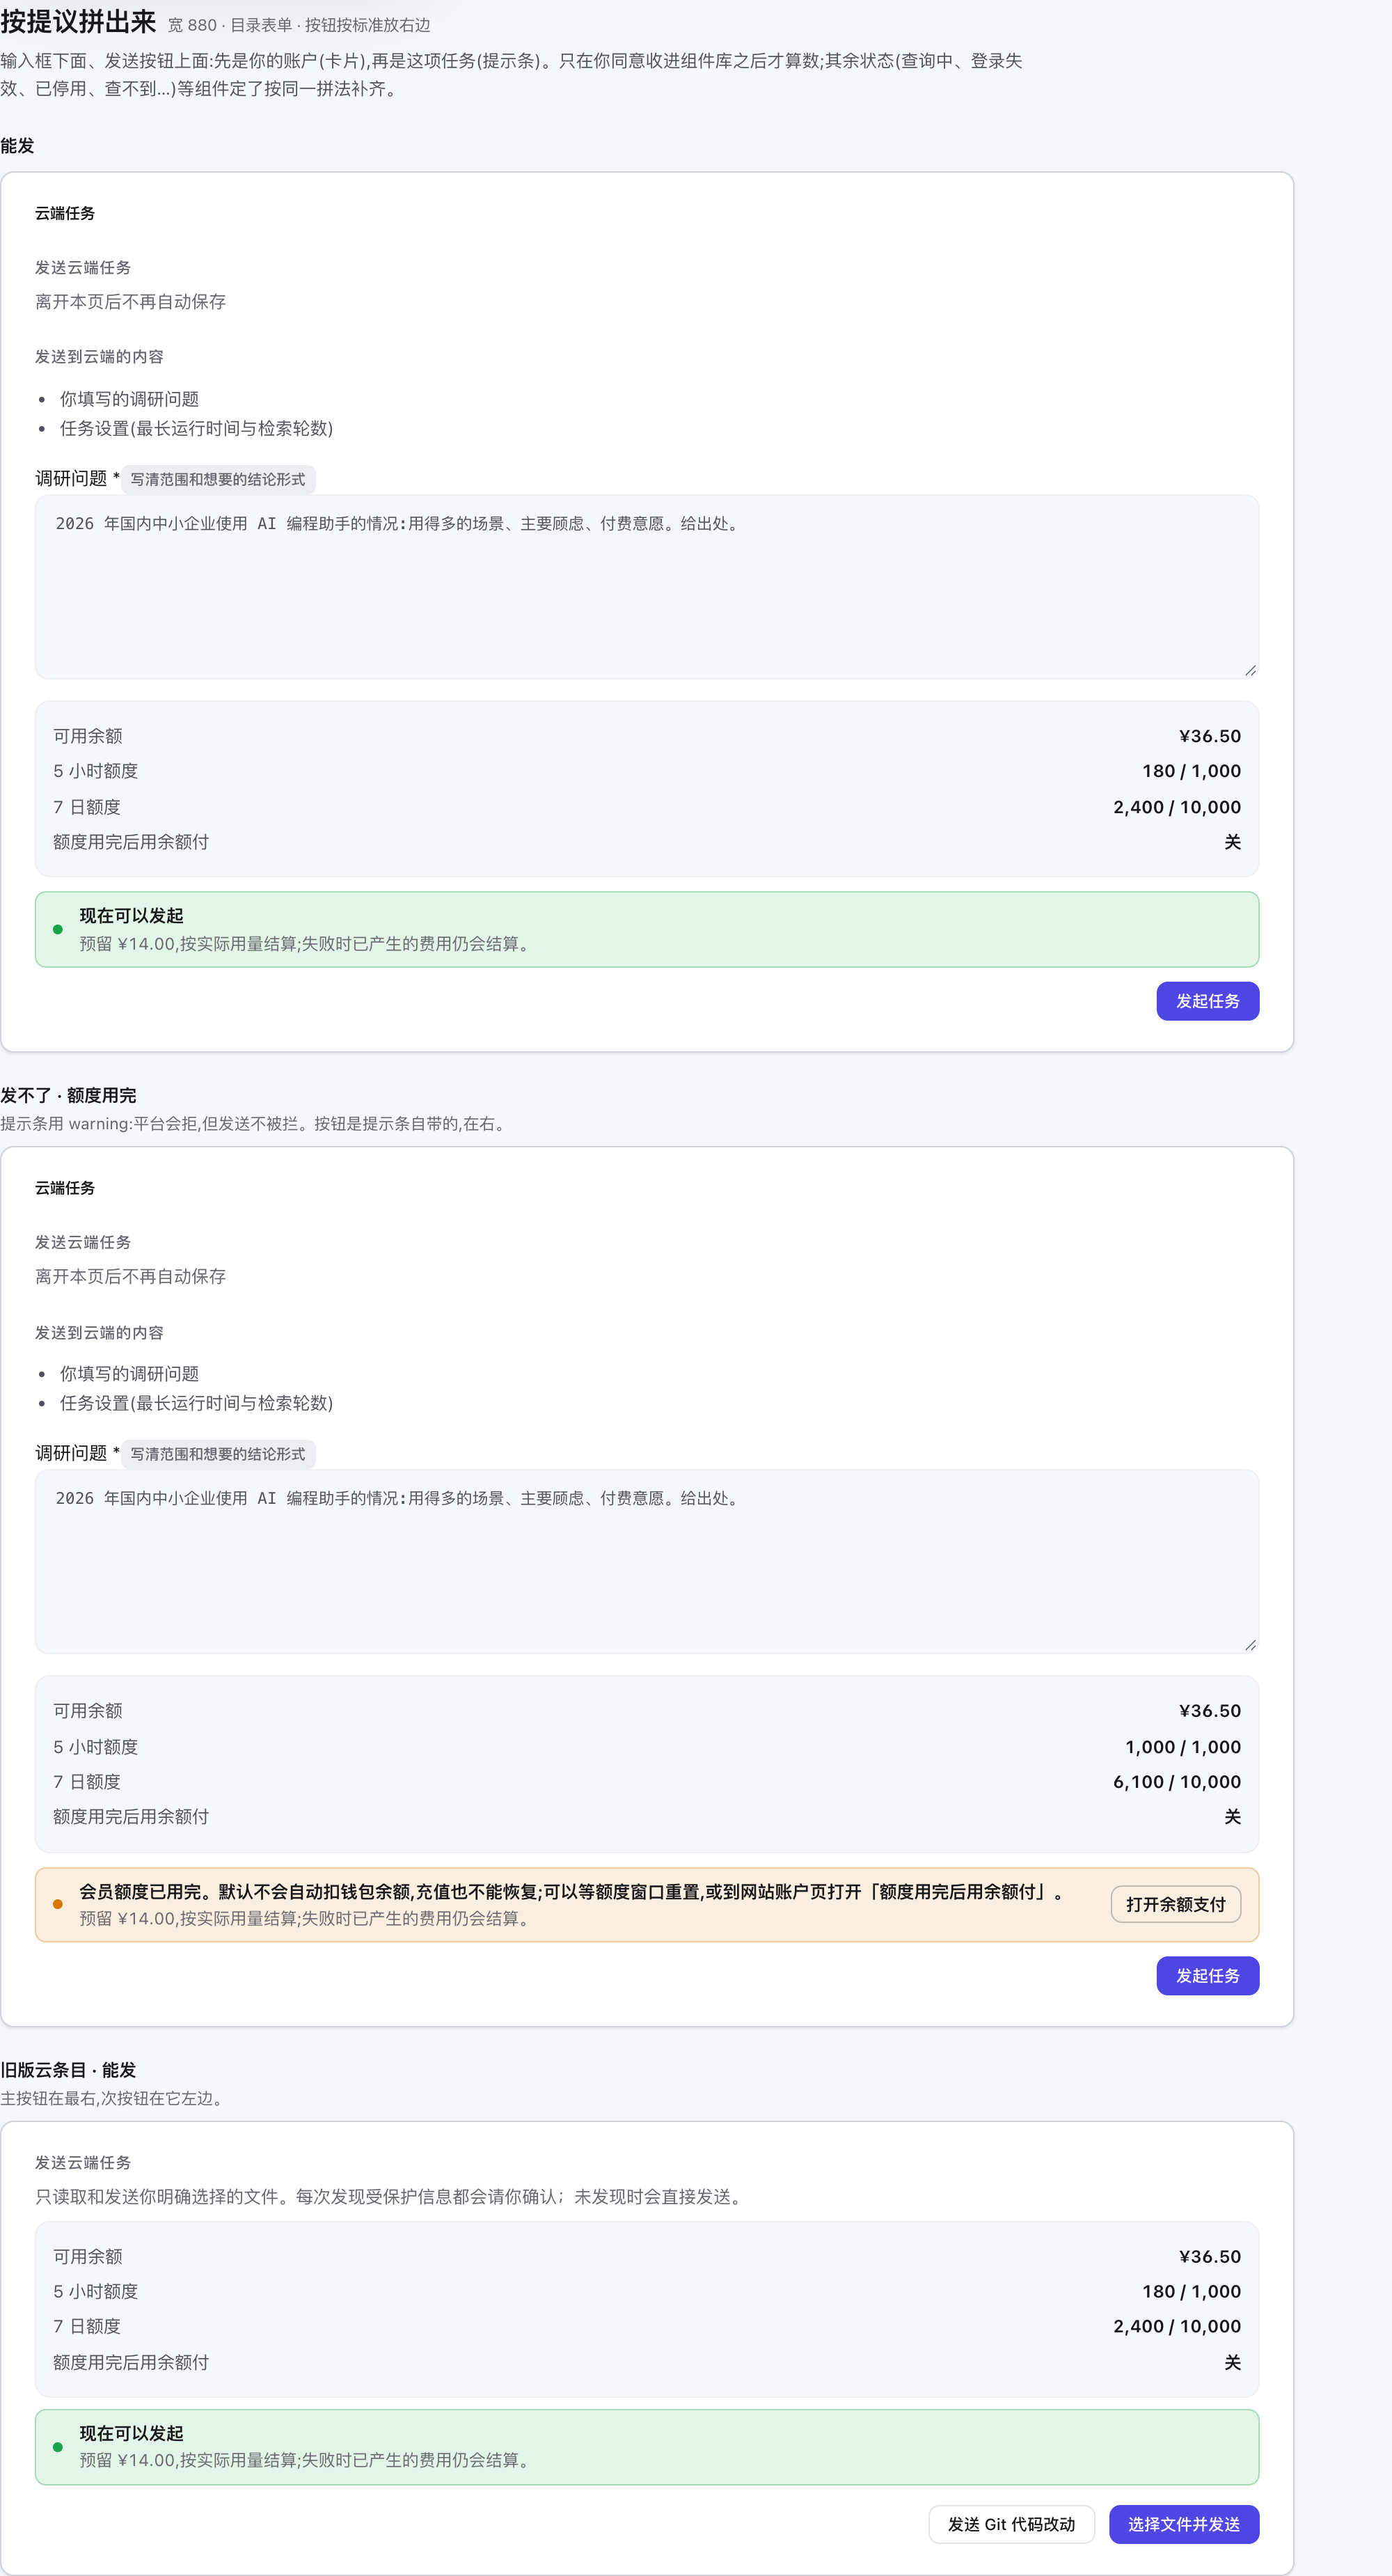 按提议拼出来 宽 880 · 目录表单 · 按钮按标准放右边
输入框下面、发送按钮上面:先是你的账户(卡片),再是这项任务(提示条)。只在你同意收进组件库之后才算数;其余状态(查询中、登录失
效、已停用、查不到…)等组件定了按同一拼法补齐。
能发
云端任务
发送云端任务
离开本页后不再自动保存
发送到云端的内容
• 你填写的调研问题
• 任务设置(最长运行时间与检索轮数)
调研问题 * 写清范围和想要的结论形式
2026 年国内中小企业使用 AI 编程助手的情况:用得多的场景、主要顾虑、付费意愿。给出处。
可用余额 ¥36.50
5 小时额度 180 / 1,000
7 日额度 2,400 / 10,000
额度用完后用余额付 关
现在可以发起
预留 ¥14.00,按实际用量结算;失败时已产生的费用仍会结算。
发起任务
发不了 · 额度用完
提示条用 warning:平台会拒,但发送不被拦。按钮是提示条自带的,在右。
云端任务
发送云端任务
离开本页后不再自动保存
发送到云端的内容
• 你填写的调研问题
• 任务设置(最长运行时间与检索轮数)
调研问题 * 写清范围和想要的结论形式
2026 年国内中小企业使用 AI 编程助手的情况:用得多的场景、主要顾虑、付费意愿。给出处。
可用余额 ¥36.50
5 小时额度 1,000 / 1,000
7 日额度 6,100 / 10,000
额度用完后用余额付 关
会员额度已用完。默认不会自动扣钱包余额,充值也不能恢复;可以等额度窗口重置,或到网站账户页打开「额度用完后用余额付」。
预留 ¥14.00,按实际用量结算;失败时已产生的费用仍会结算。
打开余额支付
发起任务
旧版云条目 · 能发
主按钮在最右,次按钮在它左边。
发送云端任务
只读取和发送你明确选择的文件。每次发现受保护信息都会请你确认；未发现时会直接发送。
可用余额 ¥36.50
5 小时额度 180 / 1,000
7 日额度 2,400 / 10,000
额度用完后用余额付 关
现在可以发起
预留 ¥14.00,按实际用量结算;失败时已产生的费用仍会结算。
发送 Git 代码改动 选择文件并发送